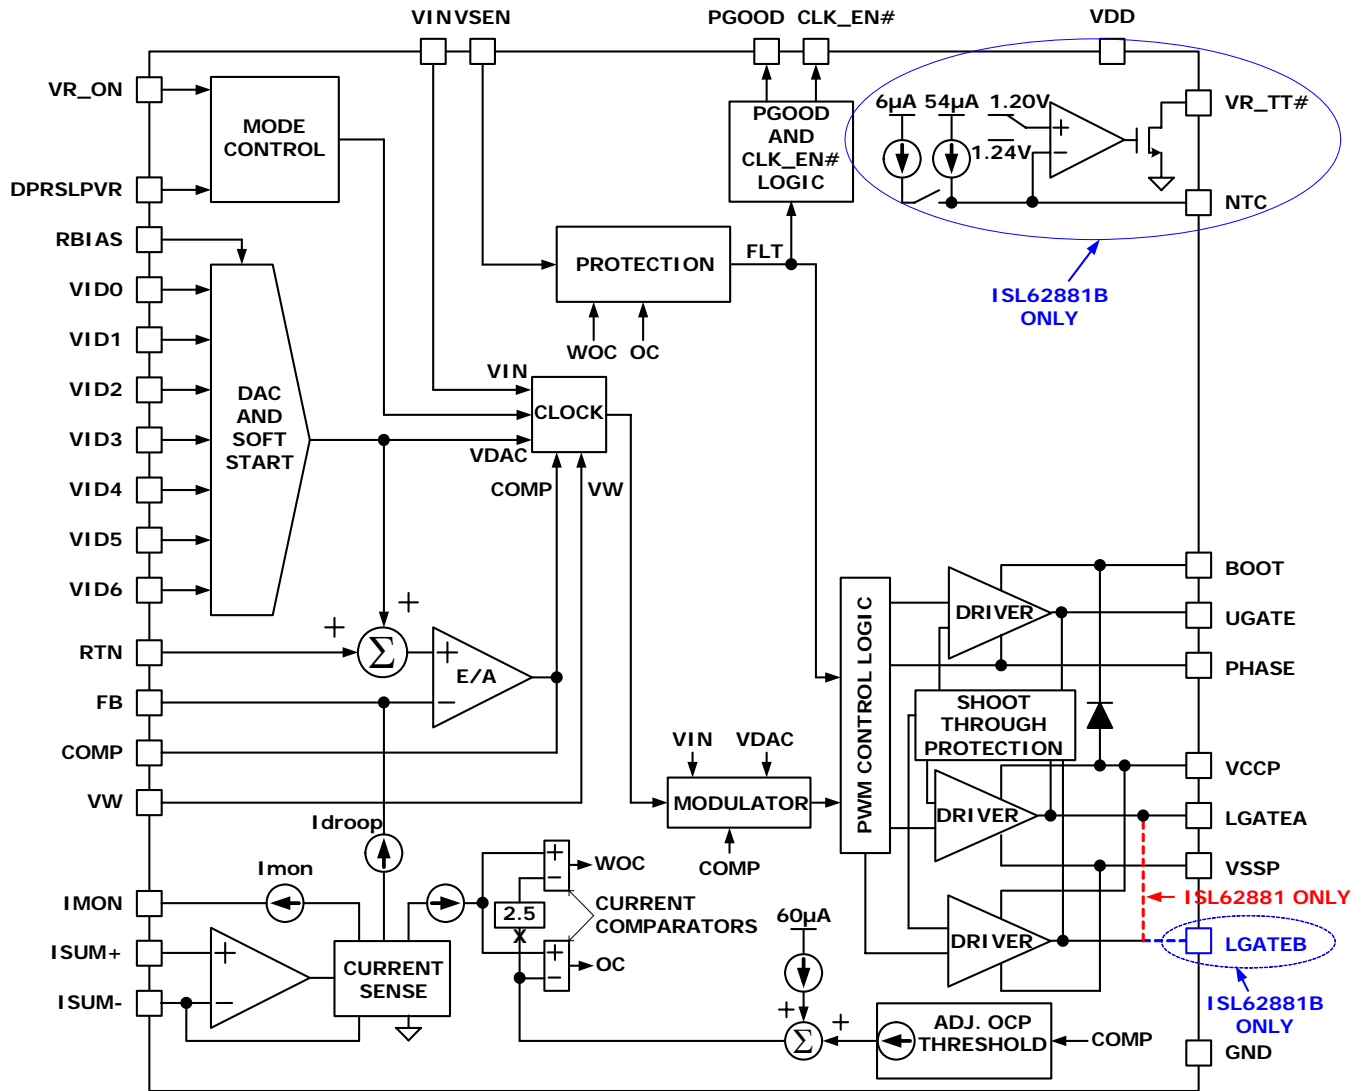 VIN VSEN
PGOOD CLK_EN#
VDD
VR_ON
MODE
CONTROL
DPRSLPVR
PGOOD
AND
CLK_EN#
LOGIC
6µA 54µA 1.20V
+
−
1.24V
VR_TT#
NTC
ISL62881B
ONLY
RBIAS
VID0
VID1
VID2
VID3
VID4
VID5
VID6
DAC
AND
SOFT
START
PROTECTION
FLT
WOC OC
VIN
CLOCK
VDAC
COMP VW
RTN
FB
COMP
VW
+
+
Σ
+
−
E/A
Idroop
Imon
IMON
ISUM+
ISUM-
+
−
CURRENT
SENSE
+
−
WOC
2.5
X
CURRENT
COMPARATORS
+
−
OC
VIN VDAC
MODULATOR
COMP
60µA
+
Σ
+
ADJ. OCP
THRESHOLD
COMP
PWM CONTROL LOGIC
DRIVER
SHOOT
THROUGH
PROTECTION
DRIVER
DRIVER
BOOT
UGATE
PHASE
VCCP
LGATEA
VSSP
ISL62881 ONLY
LGATEB
ISL62881B
ONLY
GND